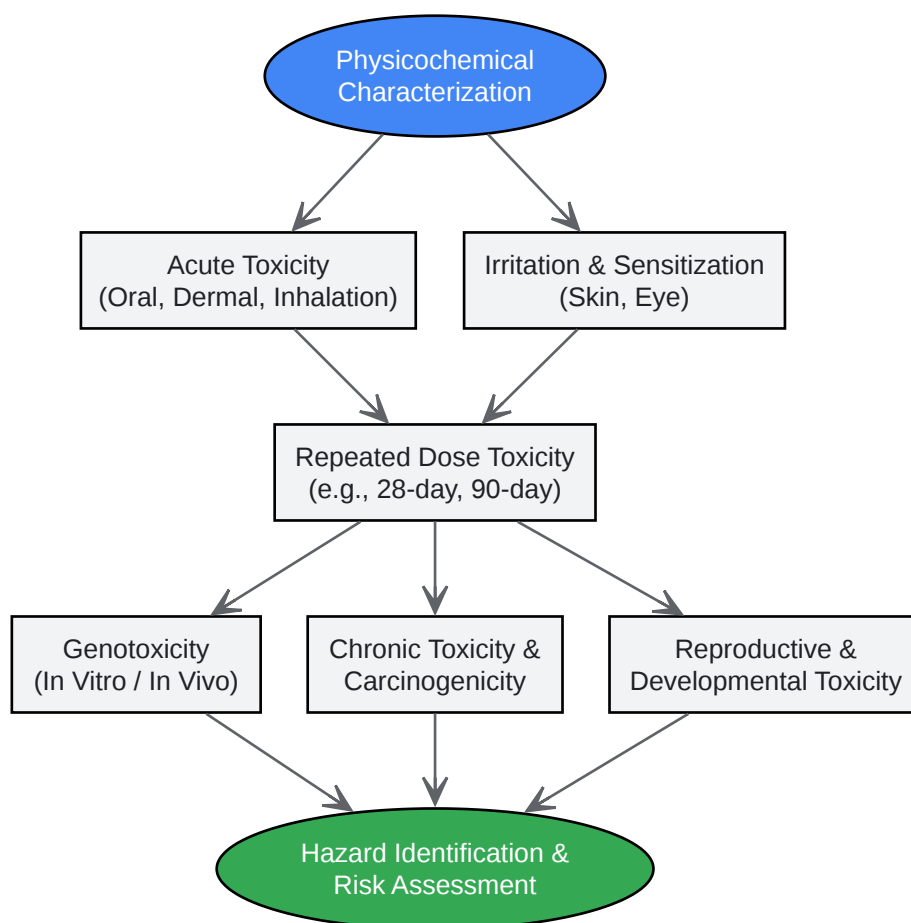 Physicochemical
Characterization
Acute Toxicity
(Oral, Dermal, Inhalation)
Irritation & Sensitization
(Skin, Eye)
Repeated Dose Toxicity
(e.g., 28-day, 90-day)
Genotoxicity
(In Vitro / In Vivo)
Chronic Toxicity &
Carcinogenicity
Reproductive &
Developmental Toxicity
Hazard Identification &
Risk Assessment